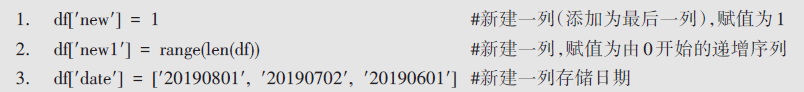 1. df['new'] = 1 #新建一列(添加为最后一列),赋值为1
2. df['new1'] = range(len(df)) #新建一列,赋值为由0开始的递增序列
3. df['date'] = ['20190801', '20190702', '20190601'] #新建一列存储日期